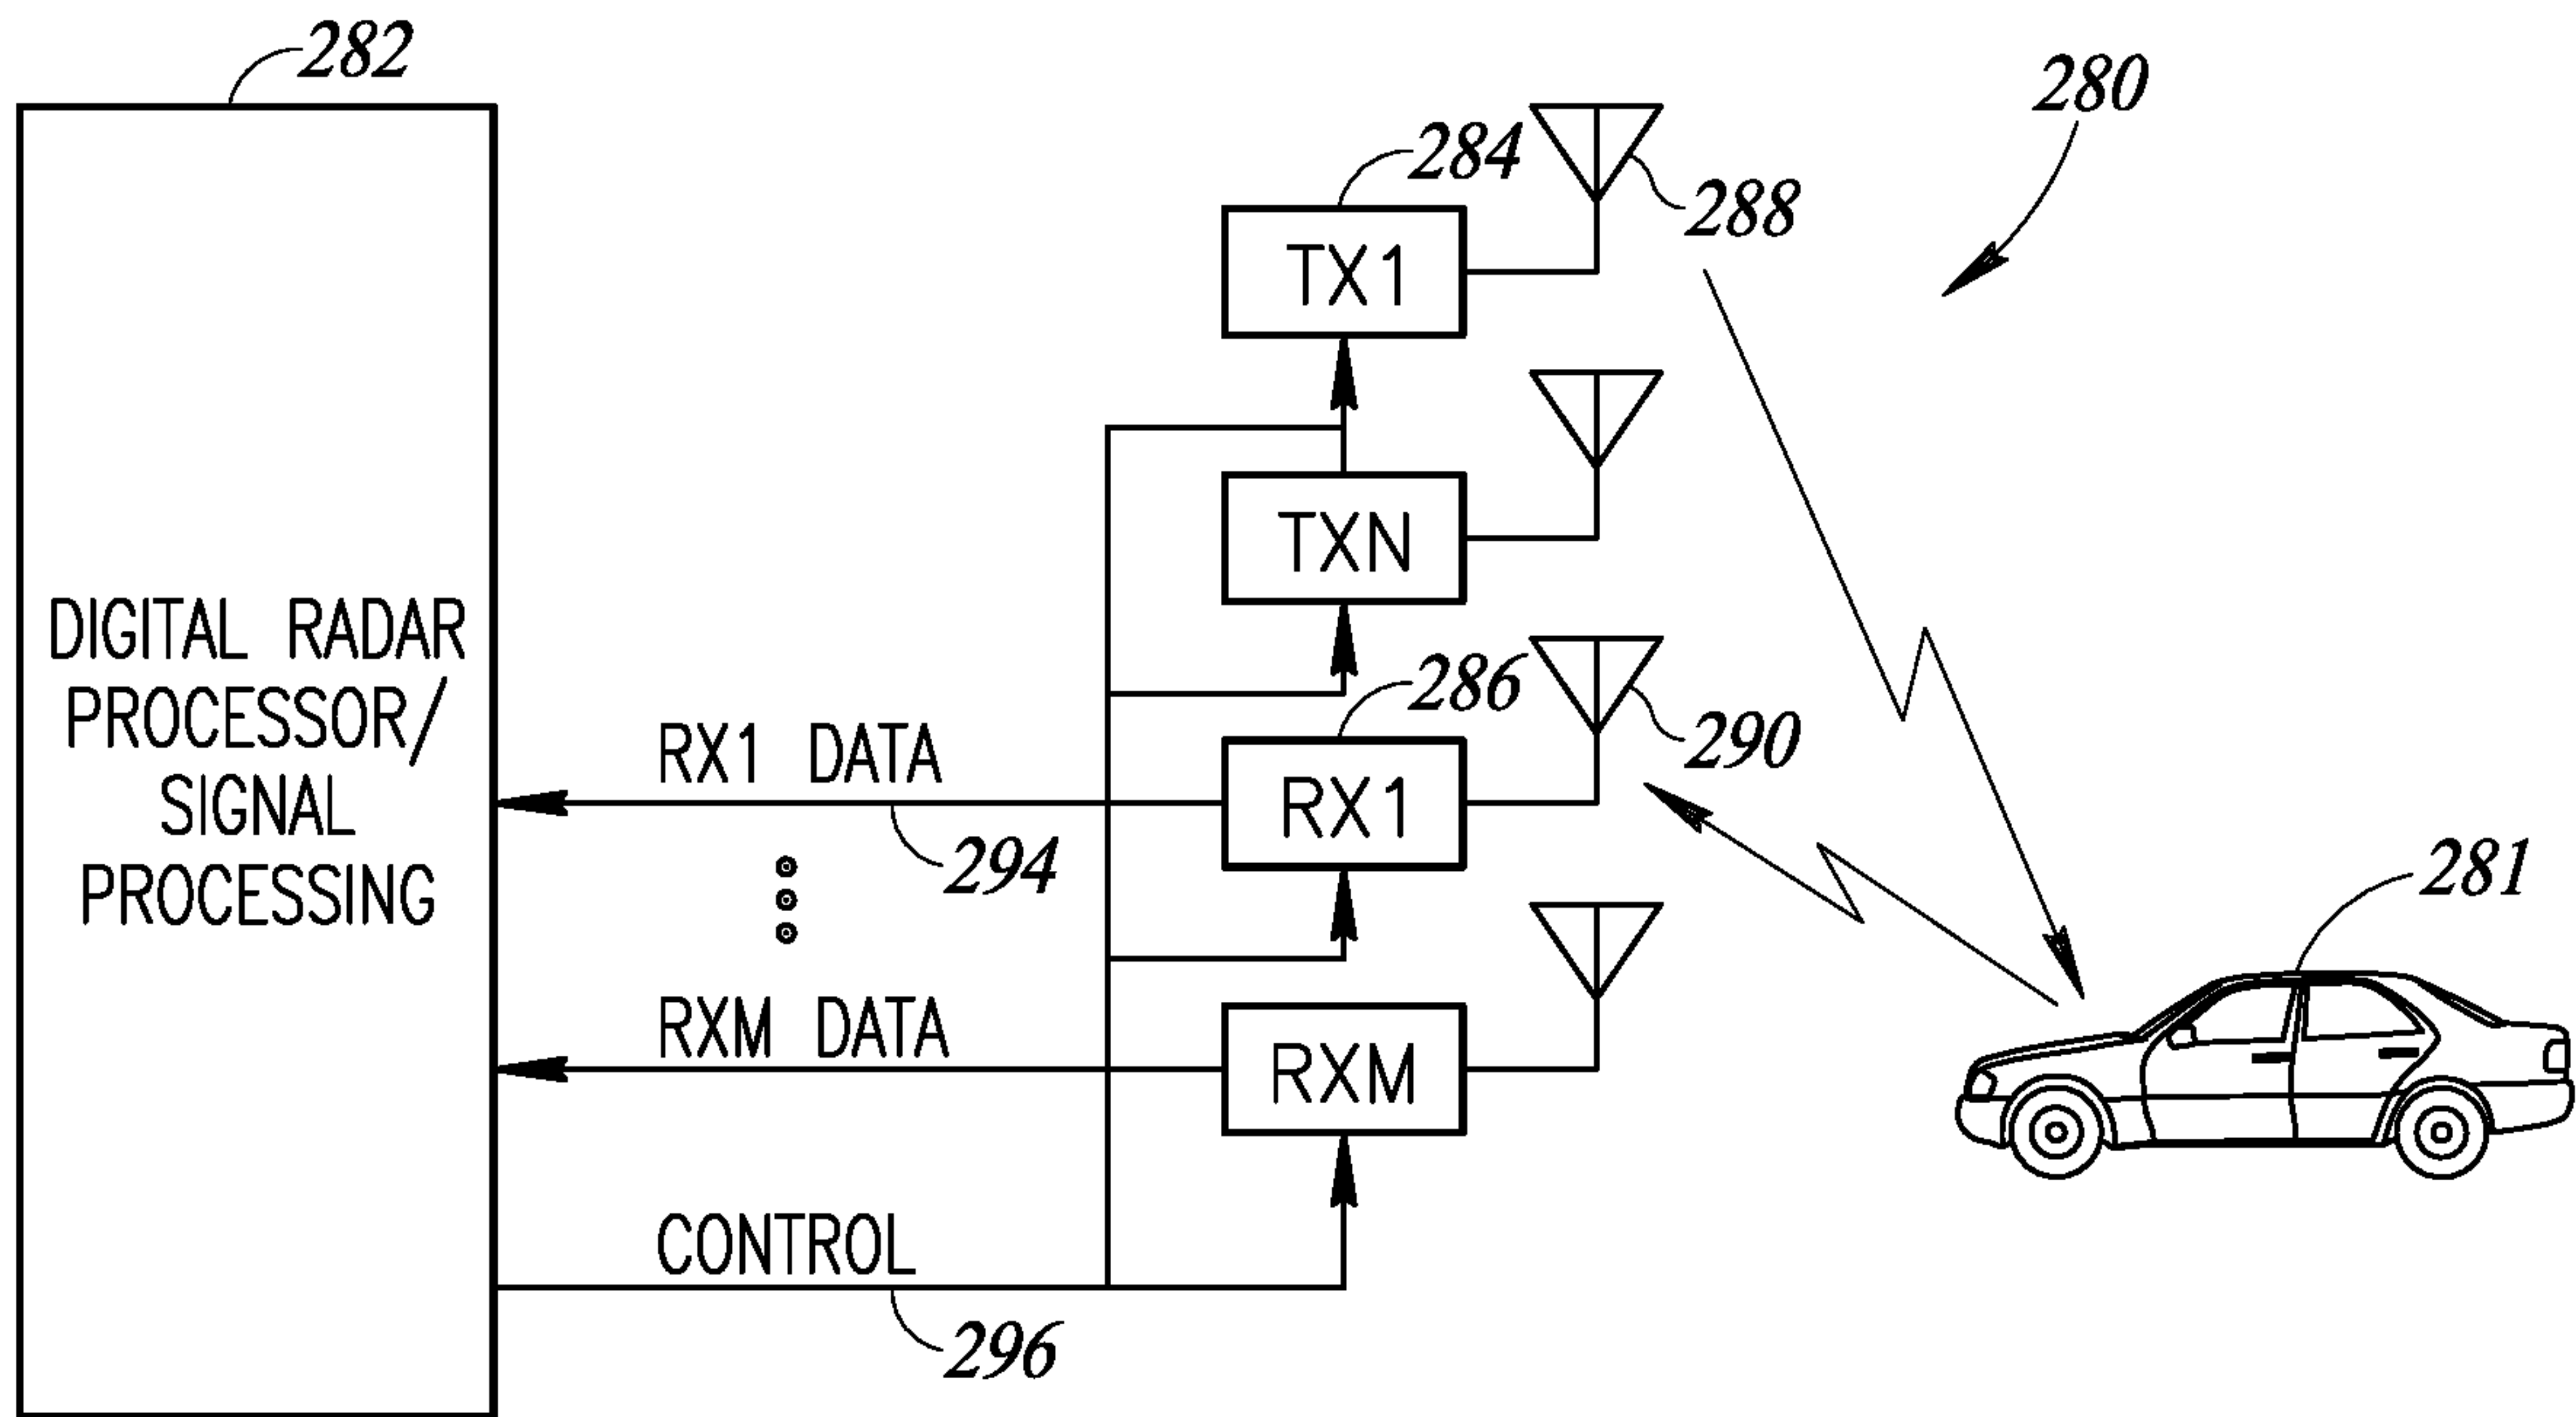 282
280
284
288
TX1
TXN
DIGITAL RADAR
PROCESSOR/
SIGNAL
PROCESSING
286
290
RX1 DATA
RX1
294
281
RXM DATA
RXM
CONTROL
296